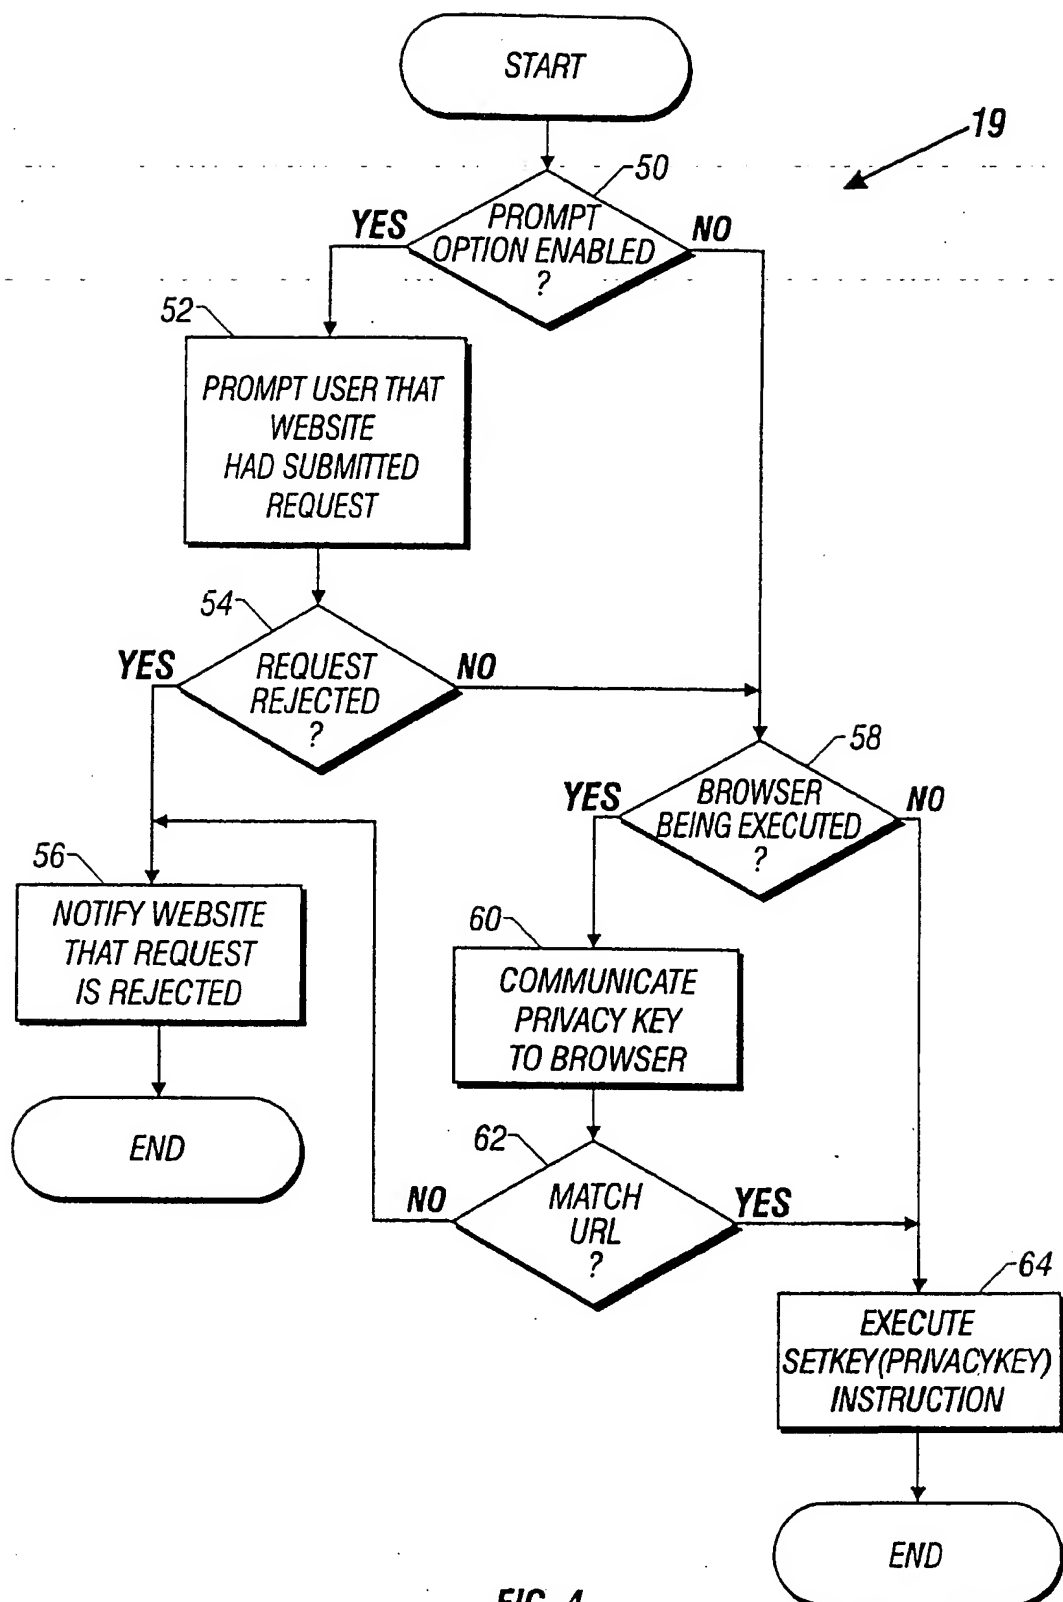 START
19
50
PROMPT
OPTION ENABLED
?
YES
NO
52
PROMPT USER THAT
WEBSITE
HAD SUBMITTED
REQUEST
54
REQUEST
REJECTED
?
YES
NO
58
BROWSER
BEING EXECUTED
?
YES
NO
56
NOTIFY WEBSITE
THAT REQUEST
IS REJECTED
60
COMMUNICATE
PRIVACY KEY
TO BROWSER
END
62
MATCH
URL
?
NO
YES
64
EXECUTE
SETKEY(PRIVACYKEY)
INSTRUCTION
END
FIG. 4